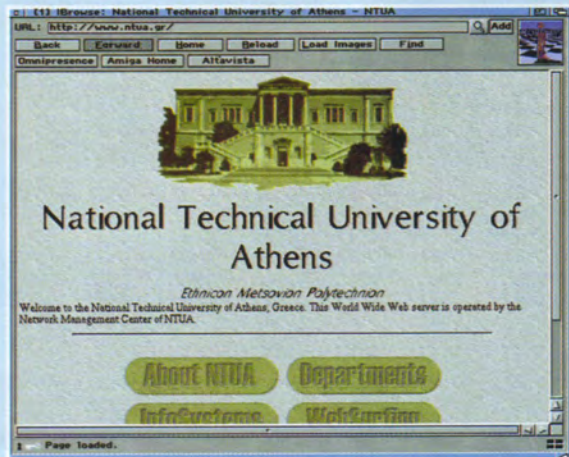 (1) IBrowse: National Technical University of Athens - NTUA
URL: http://www.ntua.gr/ Add
Back Forward Home Reload Load Images Find
Omnipresence Amiga Home Altavista
National Technical University of
Athens
Ethnicon Metsovion Polytechnion
Welcome to the National Technical University of Athens, Greece. This World Wide Web server is operated by the
Network Management Center of NTUA.
About NTUA Departments
InfoSystems WebSurfing
Page loaded.